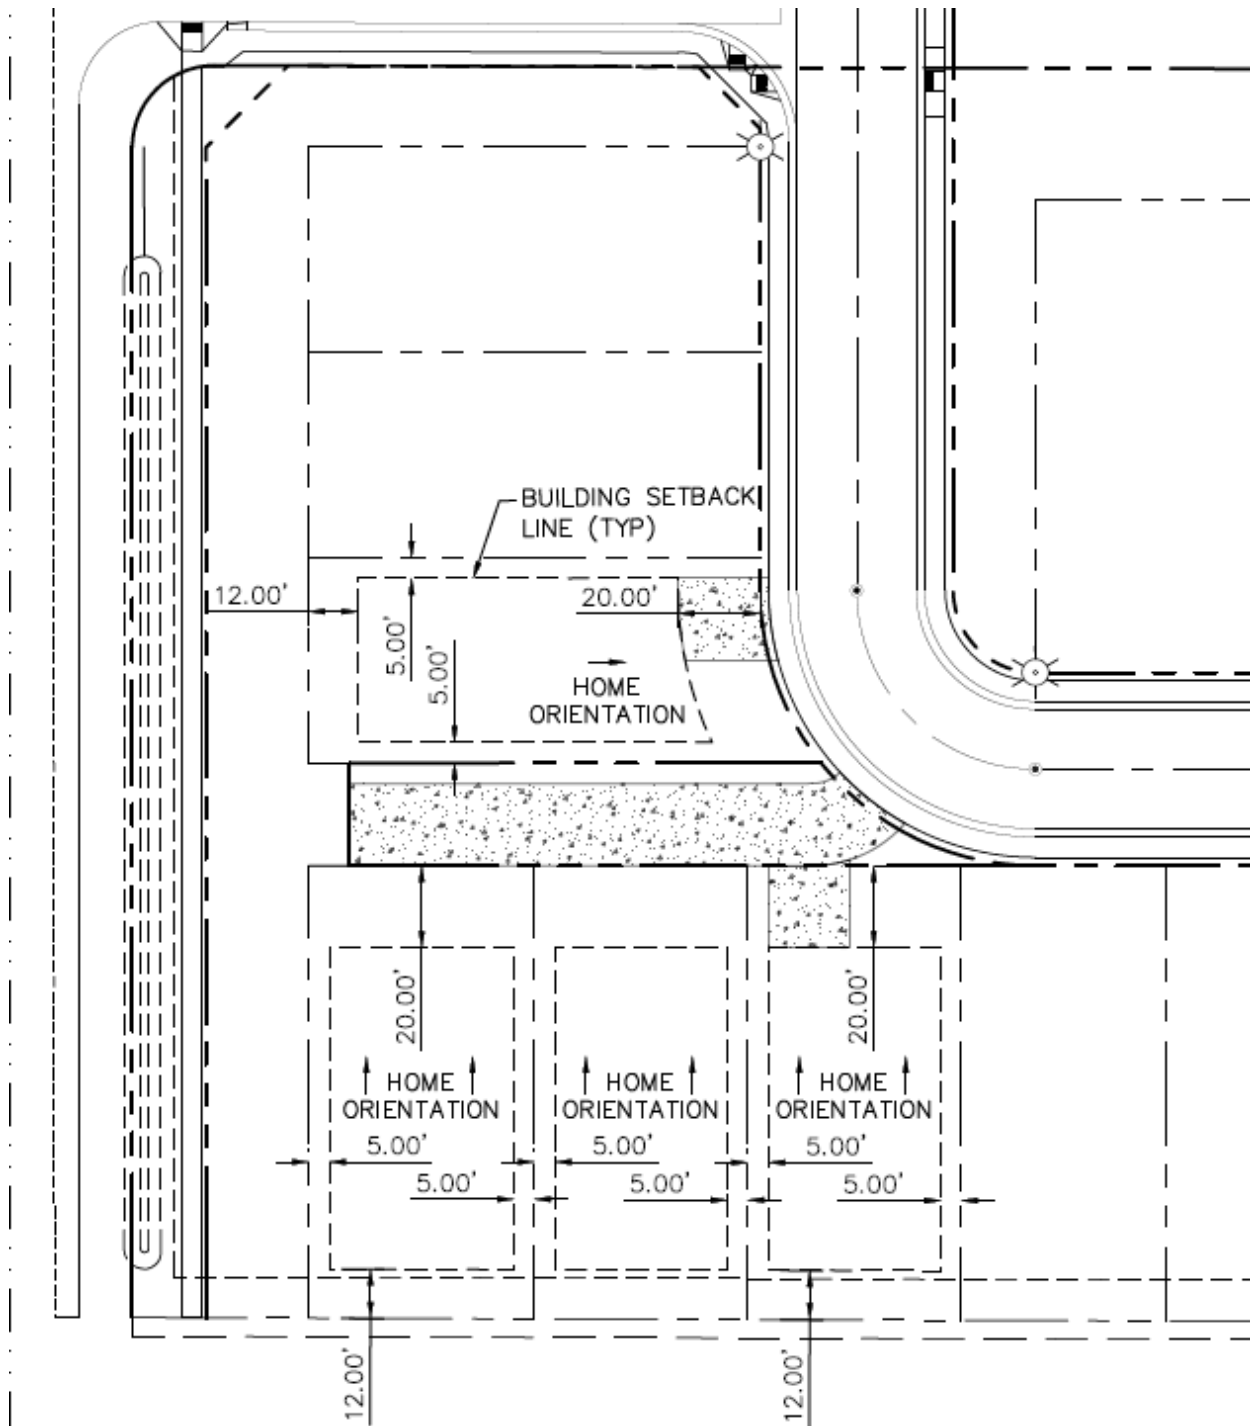 BUILDING SETBACK
LINE (TYP)
12.00'
20.00'
5.00'
5.00'
HOME
ORIENTATION
20.00'
20.00'
HOME
ORIENTATION
HOME
ORIENTATION
HOME
ORIENTATION
5.00'
5.00'
5.00'
5.00'
5.00'
5.00'
12.00'
12.00'